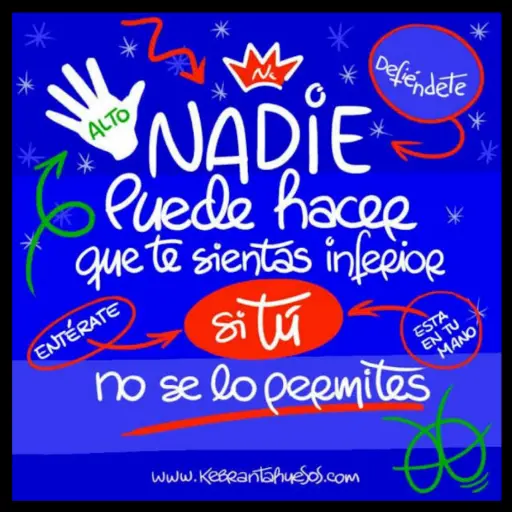 Nk
Defiéndete
ALTO
NADIE
Puede hacer
que te sientas inferior
ENTÉRATE
si tú
ESTA
EN TU
MANO
no se lo permites
www.Kebrantahuesos.com